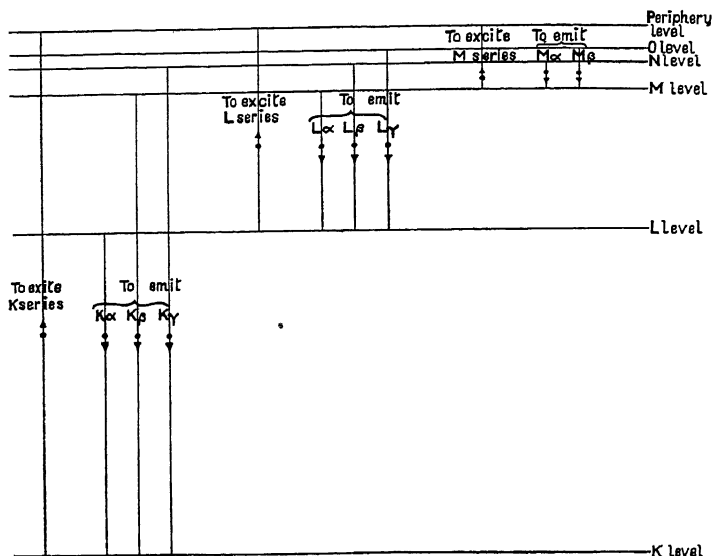 Periphery
level
O level
N level
M level
To excite
M series
To emit
Mα Mβ
To excite
L series
To emit
Lα Lβ Lγ
L level
To exite
K series
To emit
Kα Kβ Kγ
K level